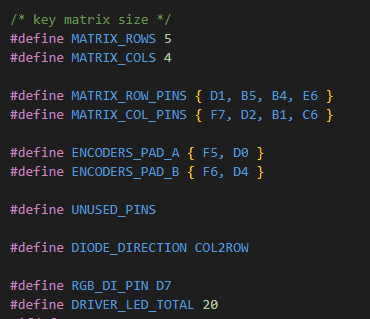 /* key matrix size */
#define MATRIX_ROWS 5
#define MATRIX_COLS 4
#define MATRIX_ROW_PINS { D1, B5, B4, E6 }
#define MATRIX_COL_PINS { F7, D2, B1, C6 }
#define ENCODERS_PAD_A { F5, D0 }
#define ENCODERS_PAD_B { F6, D4 }
#define UNUSED_PINS
#define DIODE_DIRECTION COL2ROW
#define RGB_DI_PIN D7
#define DRIVER_LED_TOTAL 20